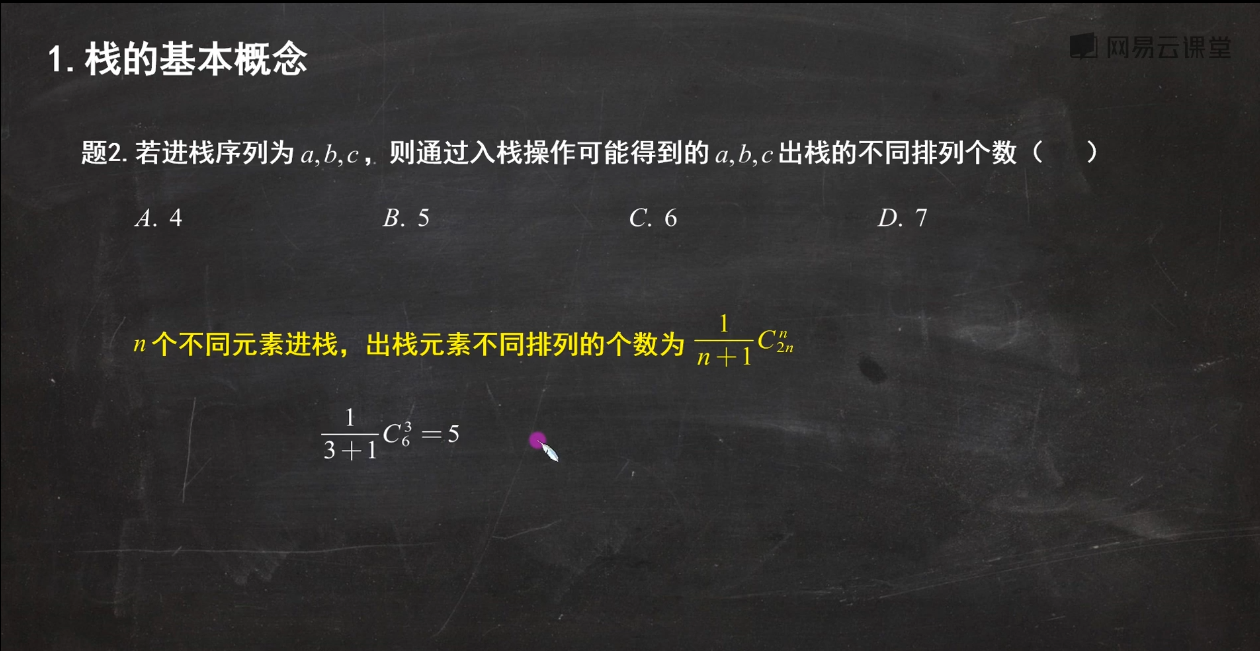 1.栈的基本概念
网易云课堂
题2.若进栈序列为a,b,c，则通过入栈操作可能得到的a,b,c出栈的不同排列个数（　　）
A. 4　　B. 5　　C. 6　　D. 7
n个不同元素进栈，出栈元素不同排列的个数为 \frac{1}{n+1}C_{2n}^{n}
\frac{1}{3+1}C_{6}^{3}=5